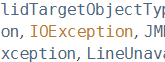 lidTargetObjectTyp
on, IOException, JM
xception, LineUnava